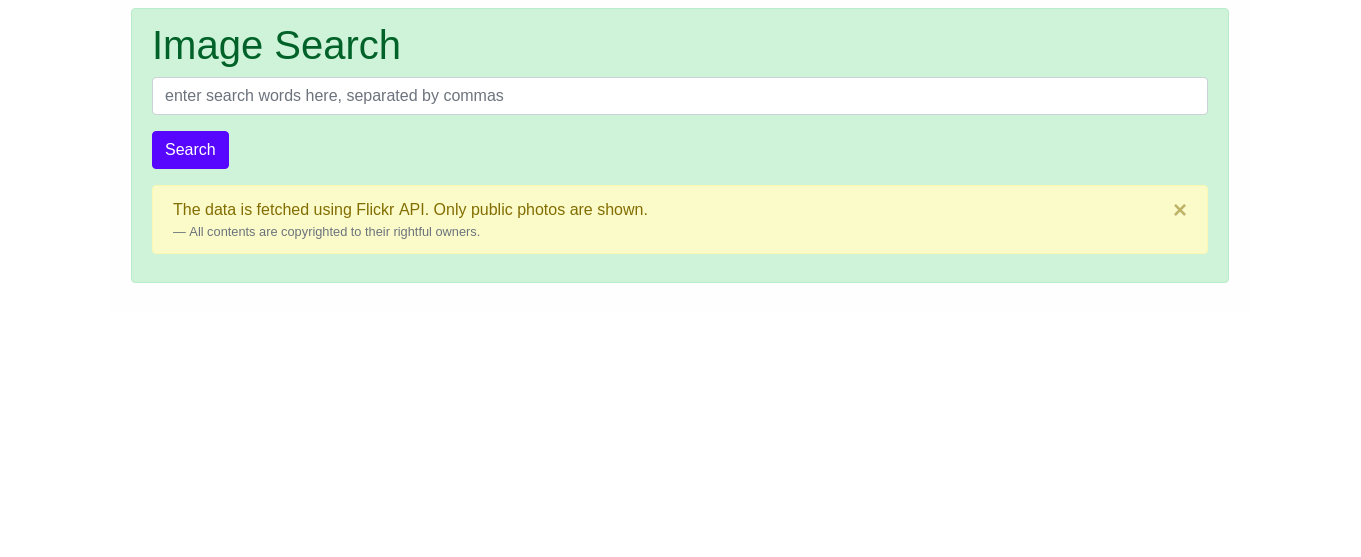 Image Search
enter search words here, separated by commas
Search
The data is fetched using Flickr API. Only public photos are shown.
×
— All contents are copyrighted to their rightful owners.